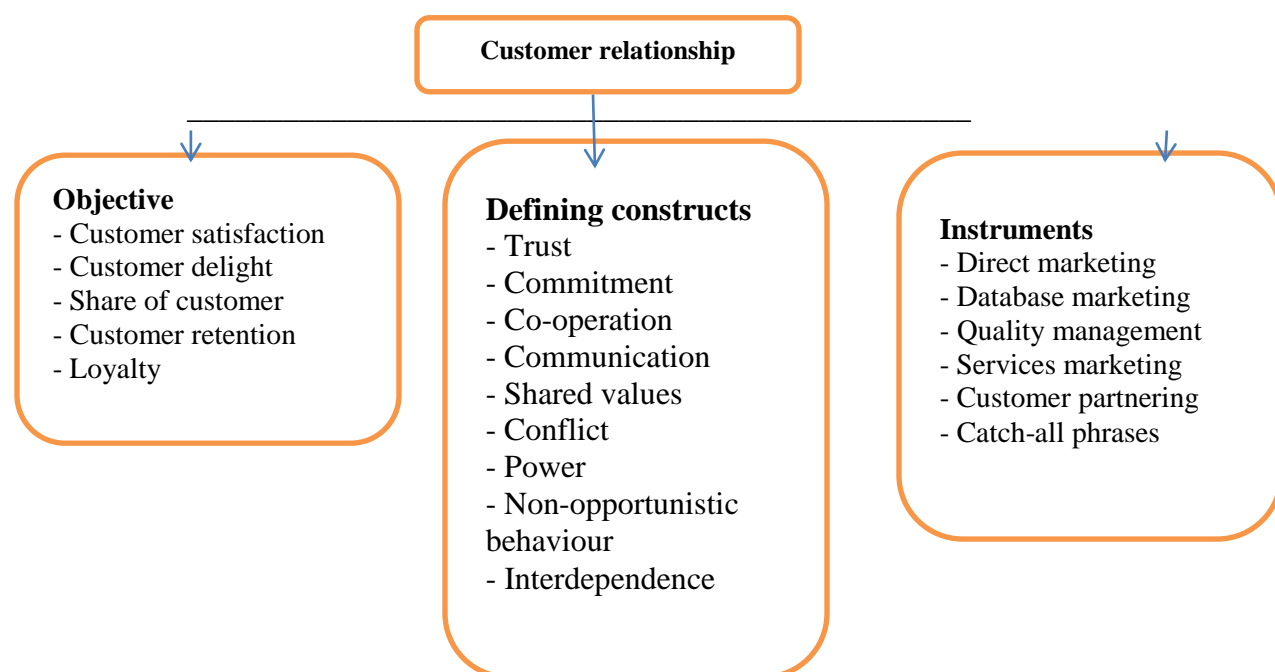 Customer relationship
Objective
- Customer satisfaction
- Customer delight
- Share of customer
- Customer retention
- Loyalty
Defining constructs
- Trust
- Commitment
- Co-operation
- Communication
- Shared values
- Conflict
- Power
- Non-opportunistic
behaviour
- Interdependence
Instruments
- Direct marketing
- Database marketing
- Quality management
- Services marketing
- Customer partnering
- Catch-all phrases